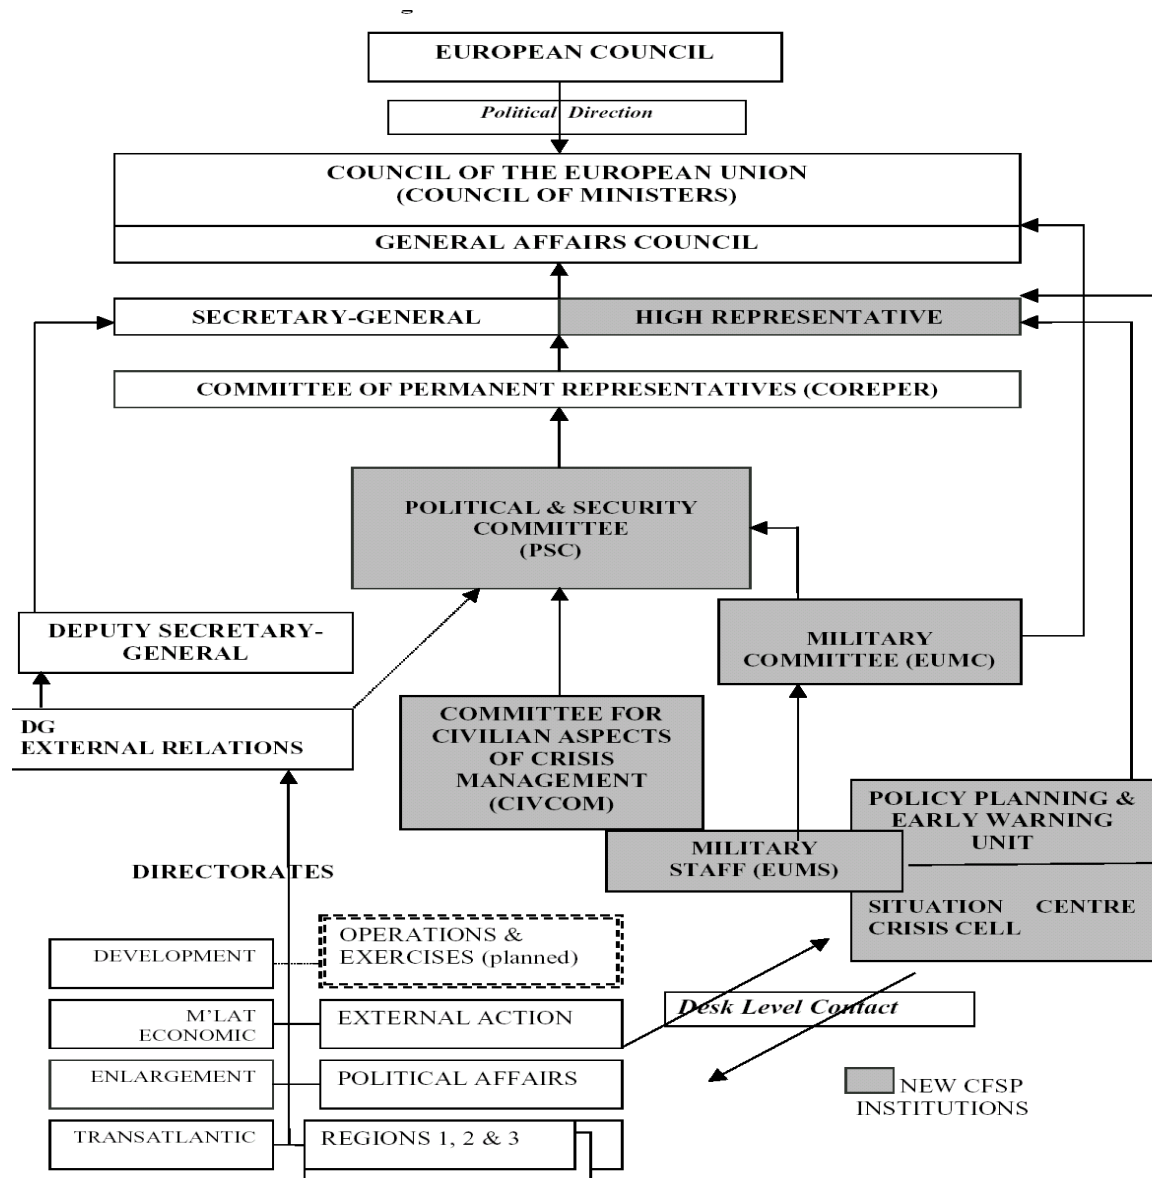 EUROPEAN COUNCIL
Political Direction
COUNCIL OF THE EUROPEAN UNION
(COUNCIL OF MINISTERS)
GENERAL AFFAIRS COUNCIL
SECRETARY-GENERAL
HIGH REPRESENTATIVE
COMMITTEE OF PERMANENT REPRESENTATIVES (COREPER)
POLITICAL & SECURITY
COMMITTEE
(PSC)
DEPUTY SECRETARY-
GENERAL
MILITARY
COMMITTEE (EUMC)
DG
EXTERNAL RELATIONS
COMMITTEE FOR
CIVILIAN ASPECTS
OF CRISIS
MANAGEMENT
(CIVCOM)
POLICY PLANNING &
EARLY WARNING
UNIT
MILITARY
STAFF (EUMS)
SITUATION CENTRE
CRISIS CELL
DIRECTORATES
DEVELOPMENT
OPERATIONS &
EXERCISES (planned)
M'LAT
ECONOMIC
EXTERNAL ACTION
Desk Level Contact
ENLARGEMENT
POLITICAL AFFAIRS
TRANSATLANTIC
REGIONS 1, 2 & 3
NEW CFSP
INSTITUTIONS